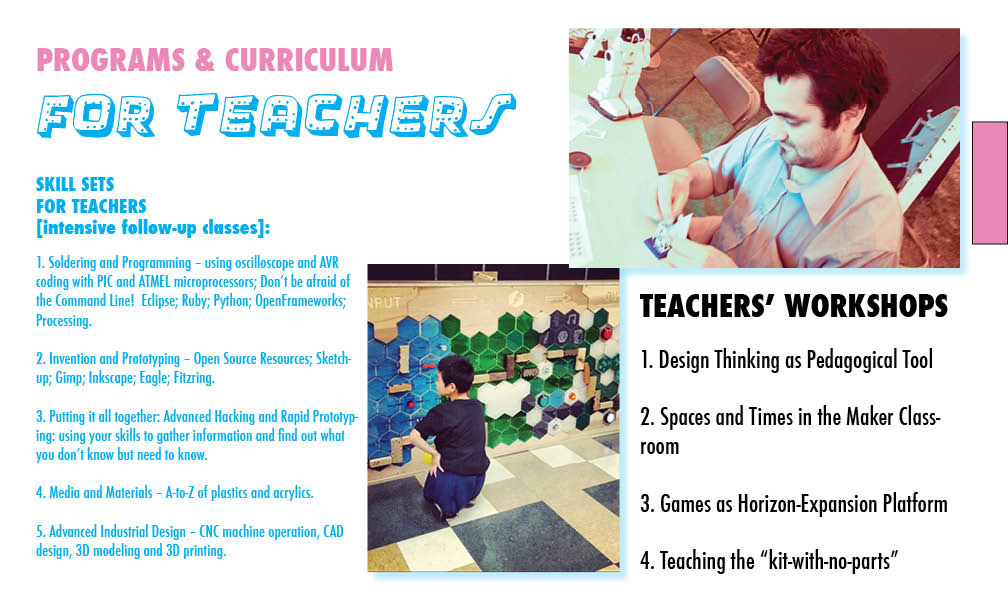 PROGRAMS & CURRICULUM
FOR TEACHERS
SKILL SETS
FOR TEACHERS
[intensive follow-up classes]:
1. Soldering and Programming – using oscilloscope and AVR
coding with PIC and ATMEL microprocessors; Don't be afraid of
the Command Line!  Eclipse; Ruby; Python; OpenFrameworks;
Processing.
2. Invention and Prototyping – Open Source Resources; Sketch-
up; Gimp; Inkscape; Eagle; Fitzring.
3. Putting it all together: Advanced Hacking and Rapid Prototyp-
ing: using your skills to gather information and find out what
you don't know but need to know.
4. Media and Materials – A-to-Z of plastics and acrylics.
5. Advanced Industrial Design – CNC machine operation, CAD
design, 3D modeling and 3D printing.
INPUT
TEACHERS' WORKSHOPS
1. Design Thinking as Pedagogical Tool
2. Spaces and Times in the Maker Class-
room
3. Games as Horizon-Expansion Platform
4. Teaching the “kit-with-no-parts”